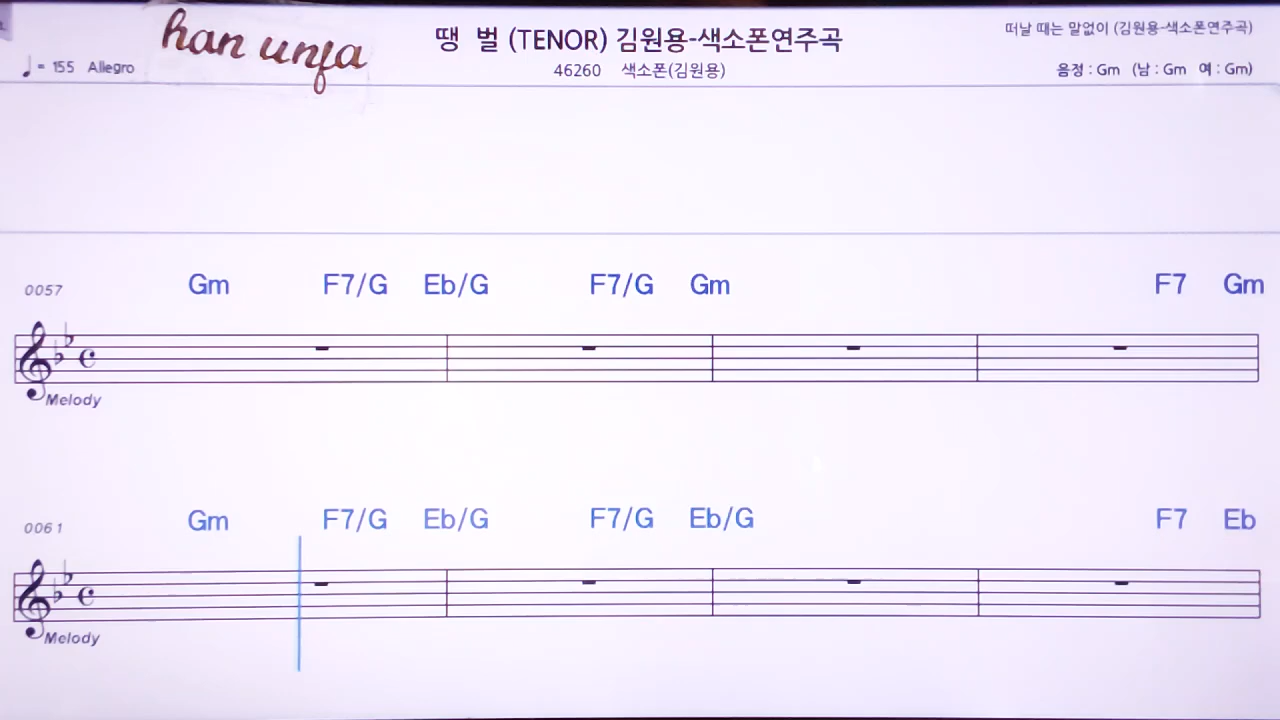 han unfa
땡 벌 (TENOR) 김원용-색소폰연주곡
떠날 때는 말없이 (김원용-색소폰연주곡)
♩ = 155 Allegro
46260 색소폰(김원용)
음정 : Gm (남 : Gm 여 : Gm)
0057 Gm F7/G Eb/G F7/G Gm F7 Gm
Melody
0061 Gm F7/G Eb/G F7/G Eb/G F7 Eb
Melody